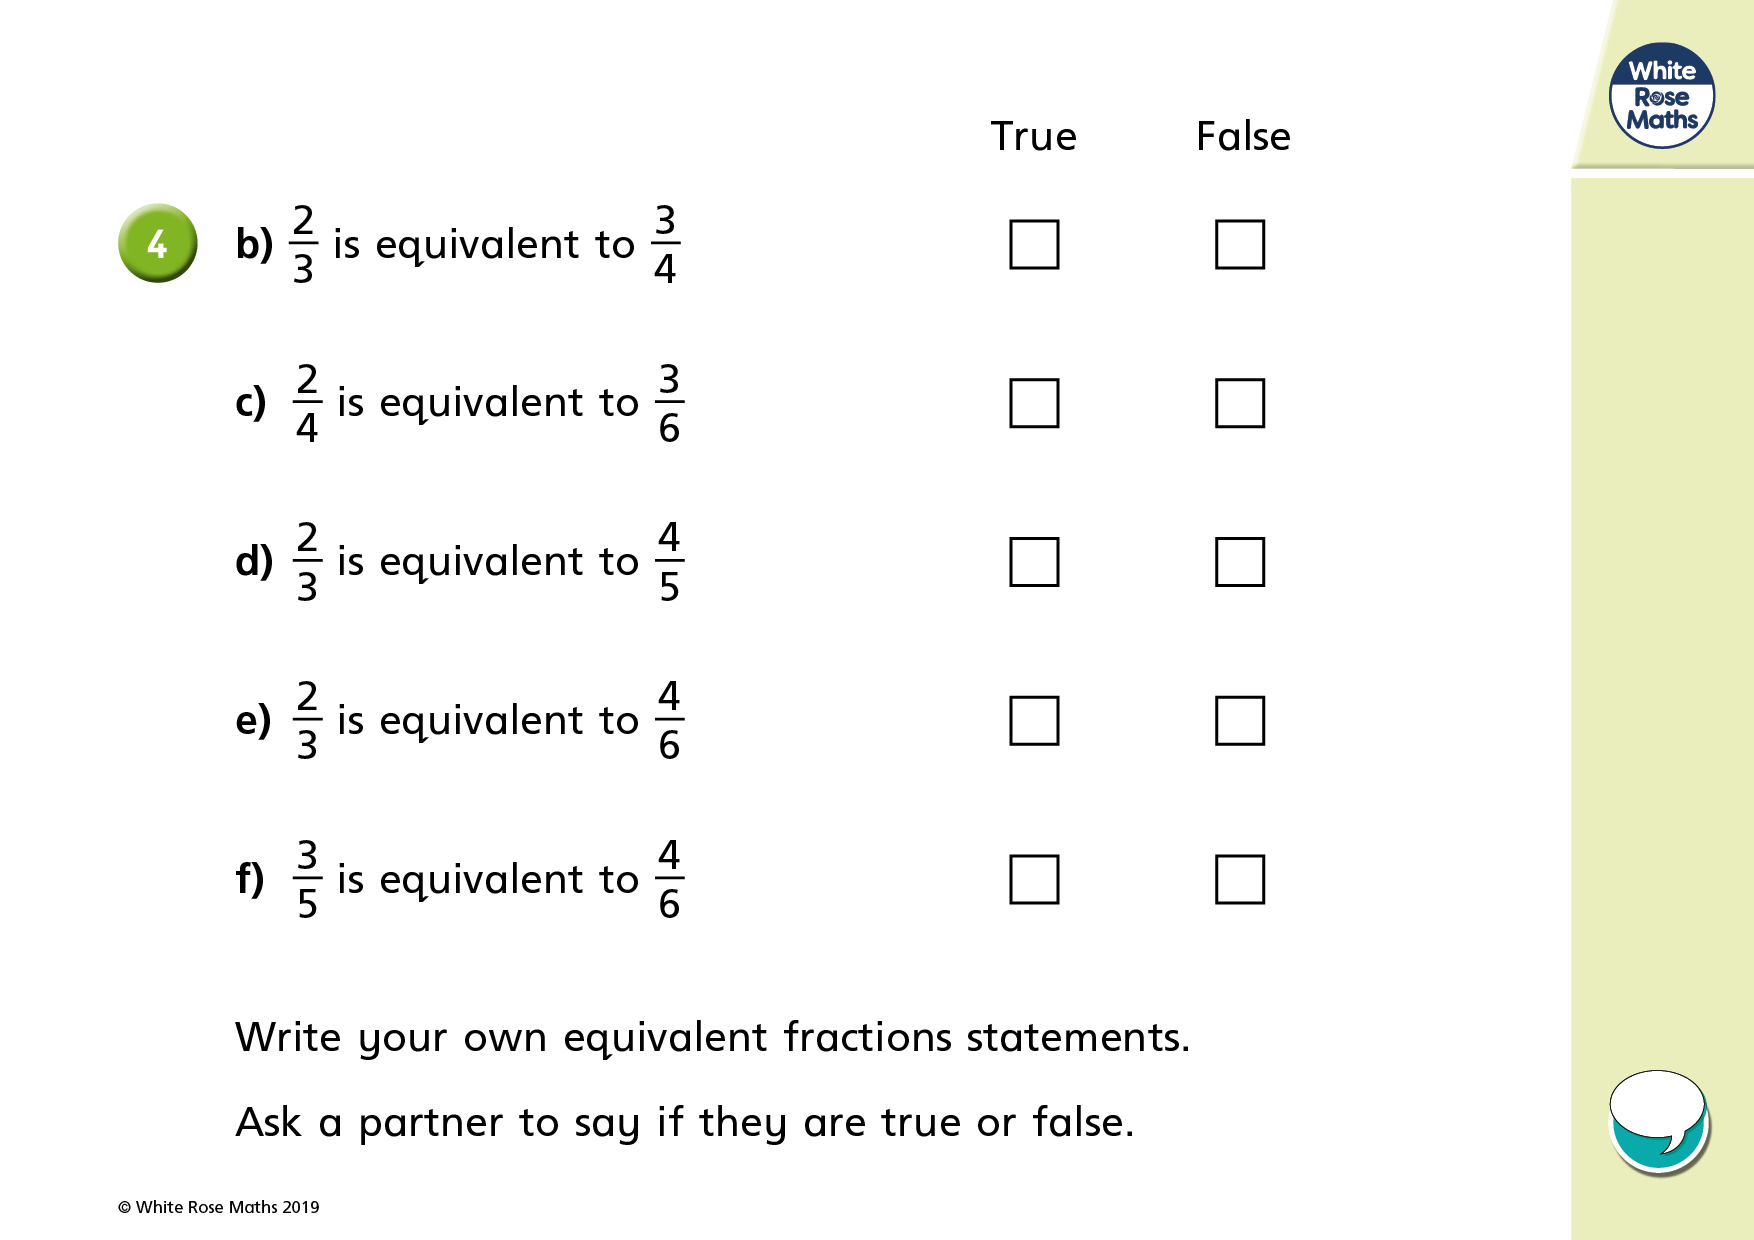 White
Rose
Maths
True False
4 b) 2/3 is equivalent to 3/4
c) 2/4 is equivalent to 3/6
d) 2/3 is equivalent to 4/5
e) 2/3 is equivalent to 4/6
f) 3/5 is equivalent to 4/6
Write your own equivalent fractions statements.
Ask a partner to say if they are true or false.
© White Rose Maths 2019